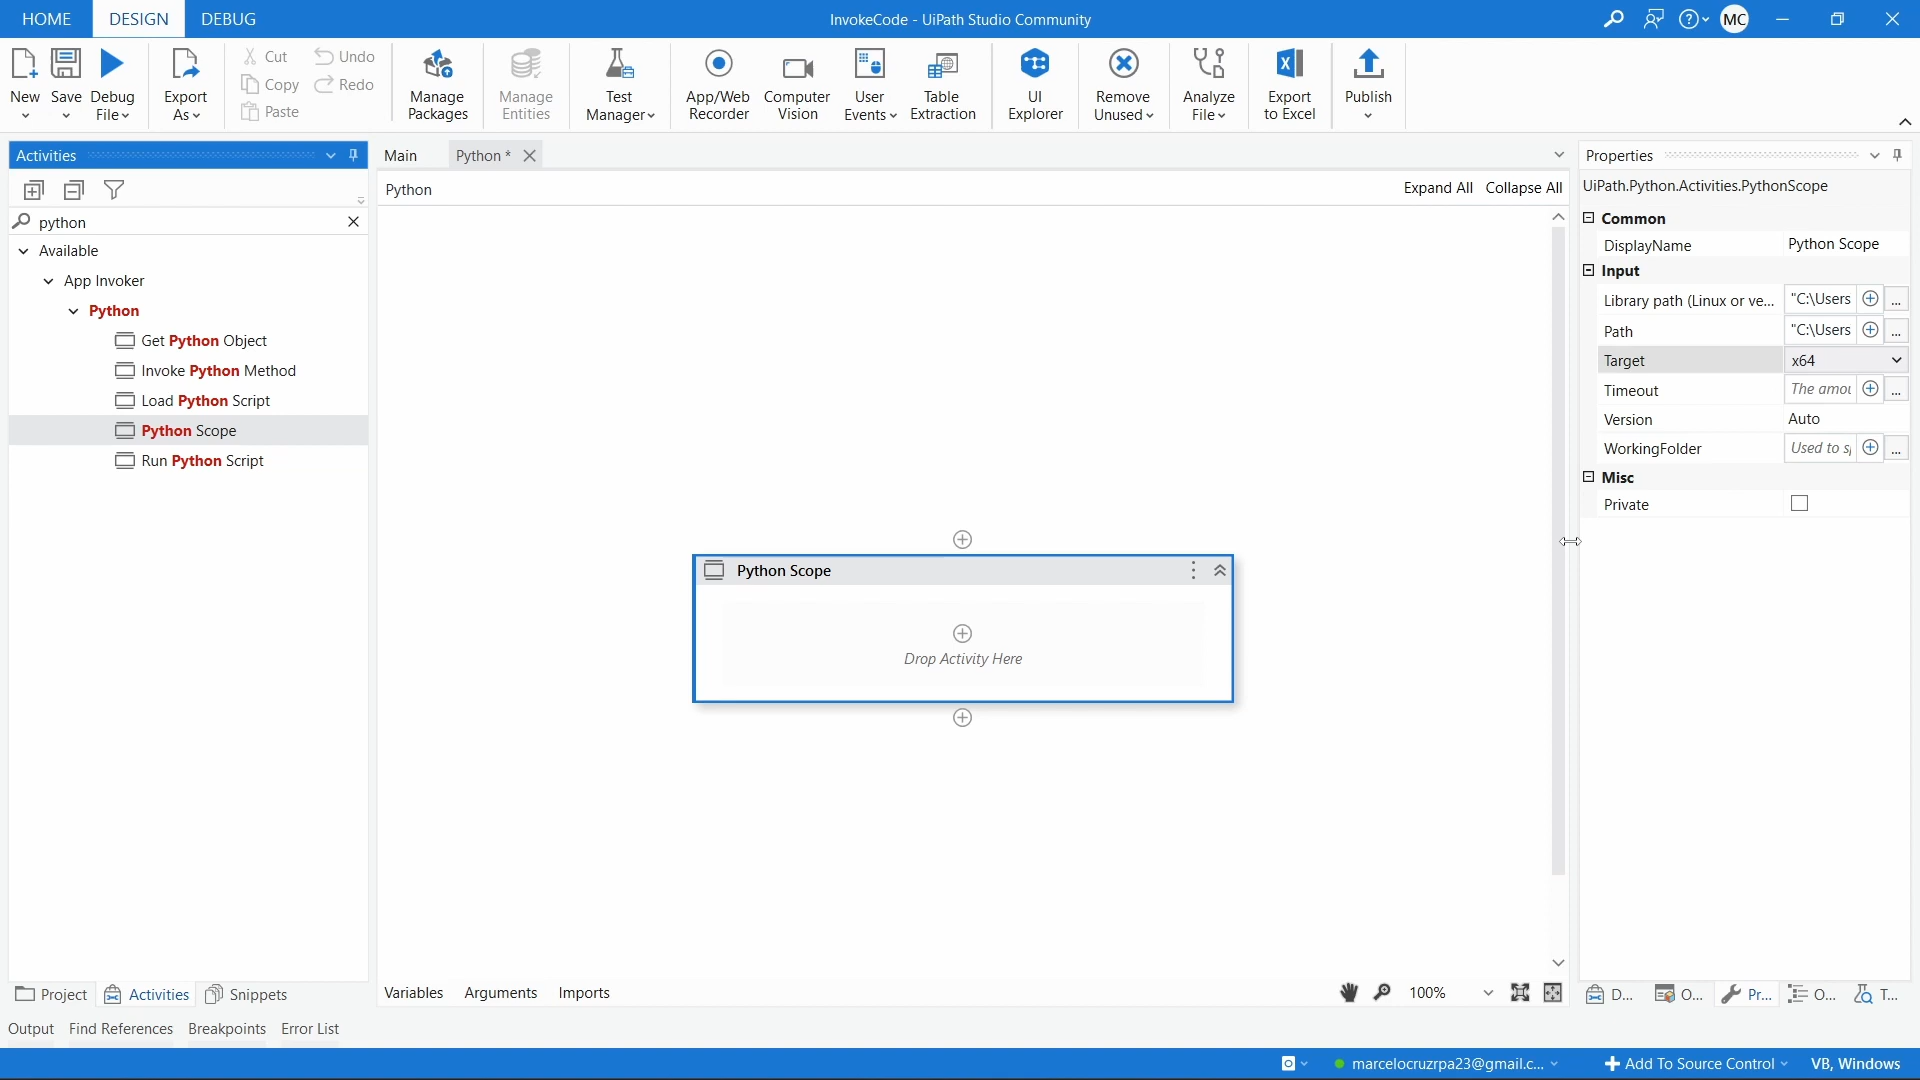 HOME DESIGN DEBUG InvokeCode - UiPath Studio Community MC
New Save Debug File Export As Cut Copy Paste Undo Redo Manage Packages Manage Entities Test Manager App/Web Recorder Computer Vision User Events Table Extraction UI Explorer Remove Unused Analyze File Export to Excel Publish
Activities
python
Available
App Invoker
Python
Get Python Object
Invoke Python Method
Load Python Script
Python Scope
Run Python Script
Project Activities Snippets
Main Python *
Python Expand All Collapse All
Python Scope
Drop Activity Here
Variables Arguments Imports 100%
Properties
UiPath.Python.Activities.PythonScope
Common
DisplayName Python Scope
Input
Library path (Linux or ve... "C:\Users ...
Path "C:\Users ...
Target x64
Timeout The amou ...
Version Auto
WorkingFolder Used to s ...
Misc
Private
D... O... Pr... O... T...
Output Find References Breakpoints Error List
marcelocruzrpa23@gmail.c... Add To Source Control VB, Windows